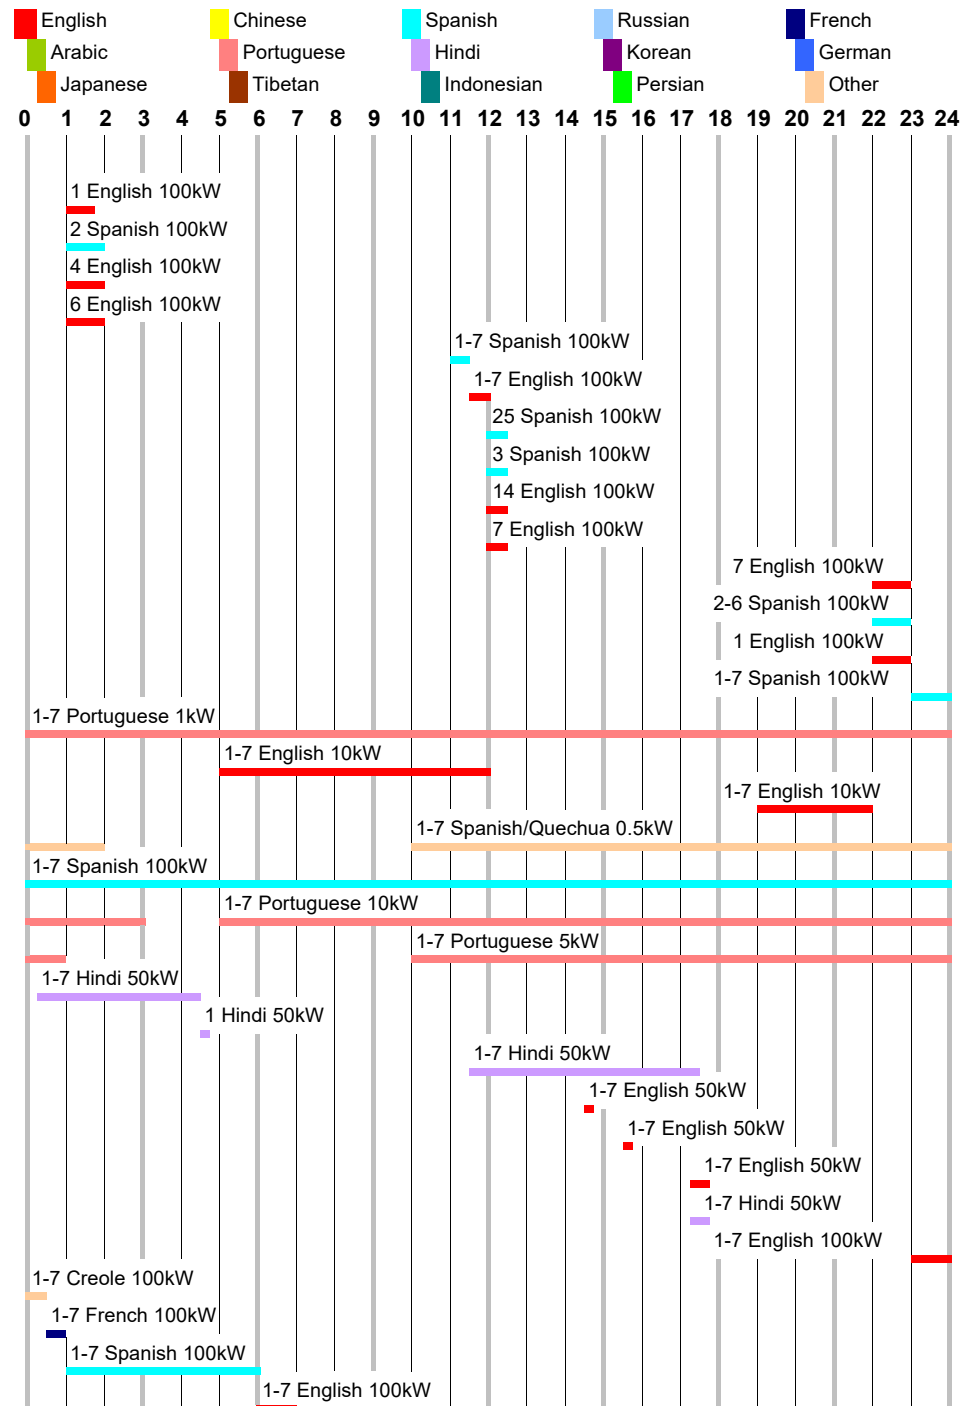 English Chinese Spanish Russian French
Arabic Portuguese Hindi Korean German
Japanese Tibetan Indonesian Persian Other
0 1 2 3 4 5 6 7 8 9 10 11 12 13 14 15 16 17 18 19 20 21 22 23 24
1 English 100kW
2 Spanish 100kW
4 English 100kW
6 English 100kW
1-7 Spanish 100kW
1-7 English 100kW
25 Spanish 100kW
3 Spanish 100kW
14 English 100kW
7 English 100kW
7 English 100kW
2-6 Spanish 100kW
1 English 100kW
1-7 Spanish 100kW
1-7 Portuguese 1kW
1-7 English 10kW
1-7 English 10kW
1-7 Spanish/Quechua 0.5kW
1-7 Spanish 100kW
1-7 Portuguese 10kW
1-7 Portuguese 5kW
1-7 Hindi 50kW
1 Hindi 50kW
1-7 Hindi 50kW
1-7 English 50kW
1-7 English 50kW
1-7 English 50kW
1-7 Hindi 50kW
1-7 English 100kW
1-7 Creole 100kW
1-7 French 100kW
1-7 Spanish 100kW
1-7 English 100kW